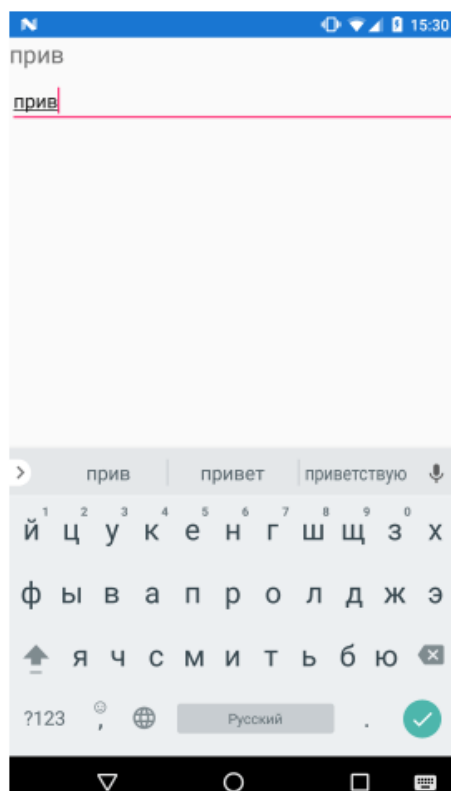 N 15:30
прив
прив
прив привет приветствую
1 2 3 4 5 6 7 8 9 0
й ц у к е н г ш щ з х
ф ы в а п р о л д ж э
я ч с м и т ь б ю
?123 , Русский .